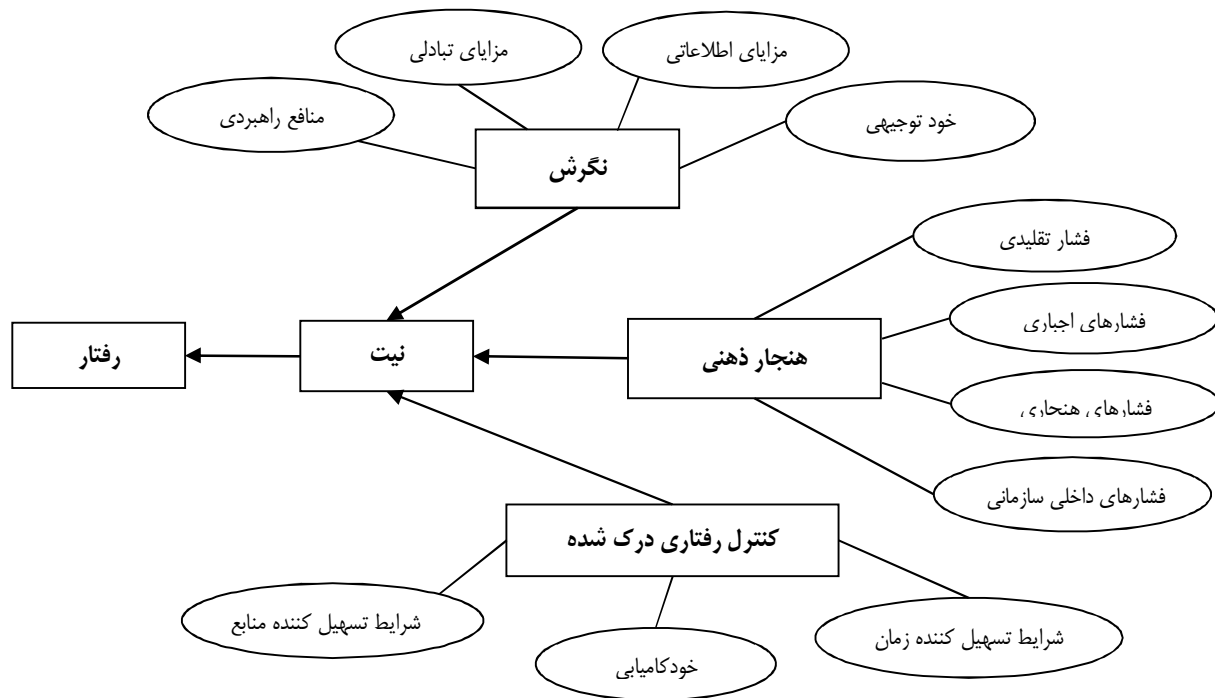 مزایای تبادلی
مزایای اطلاعاتی
منافع راهبردی
خود توجیهی
نگرش
فشار تقلیدی
فشارهای اجباری
هنجار ذهنی
نیت
رفتار
فشارهای هنجاری
فشارهای داخلی سازمانی
کنترل رفتاری درک شده
شرایط تسهیل کننده منابع
خودکامیابی
شرایط تسهیل کننده زمان